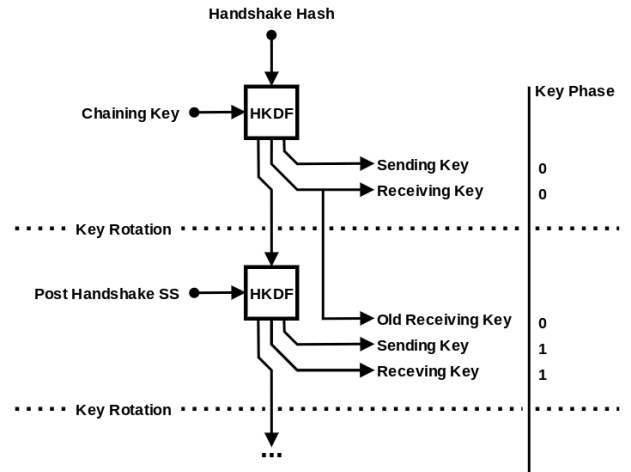 Handshake Hash
Key Phase
Chaining Key
HKDF
Sending Key 0
Receiving Key 0
Key Rotation
Post Handshake SS
HKDF
Old Receiving Key 0
Sending Key 1
Receving Key 1
Key Rotation
...